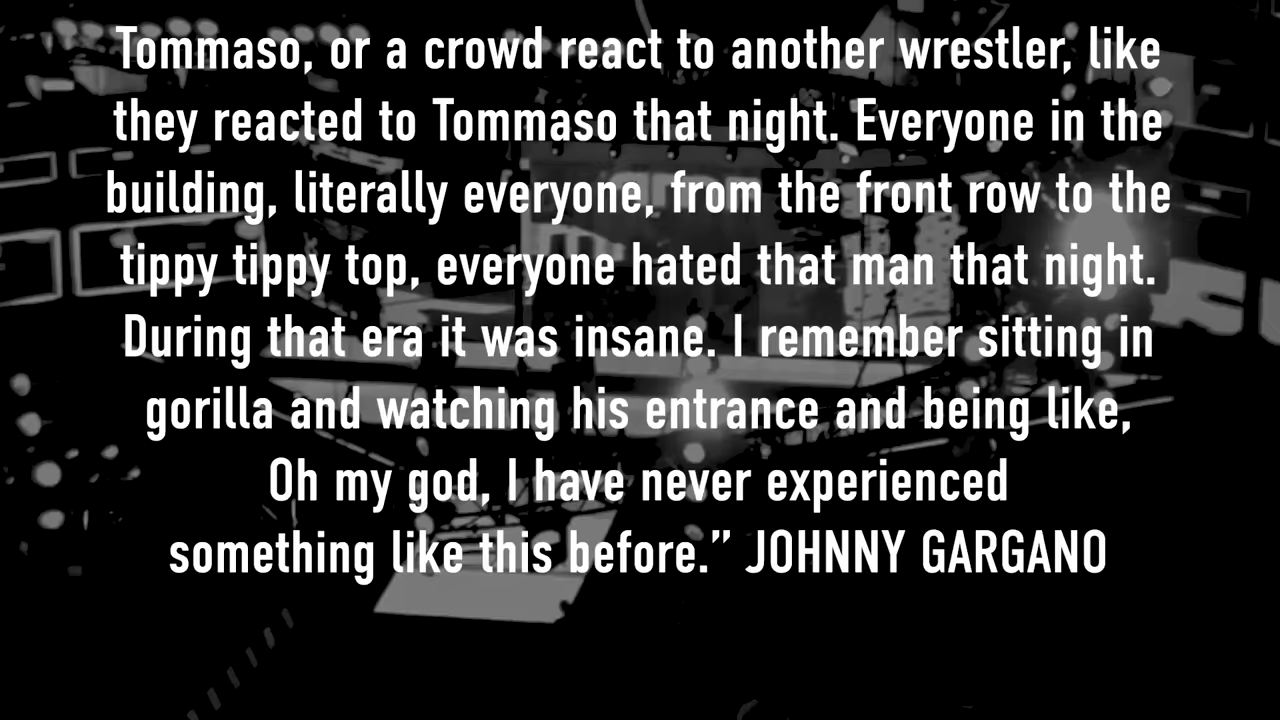 Tommaso, or a crowd react to another wrestler, like
they reacted to Tommaso that night. Everyone in the
building, literally everyone, from the front row to the
tippy tippy top, everyone hated that man that night.
During that era it was insane. I remember sitting in
gorilla and watching his entrance and being like,
Oh my god, I have never experienced
something like this before.” JOHNNY GARGANO